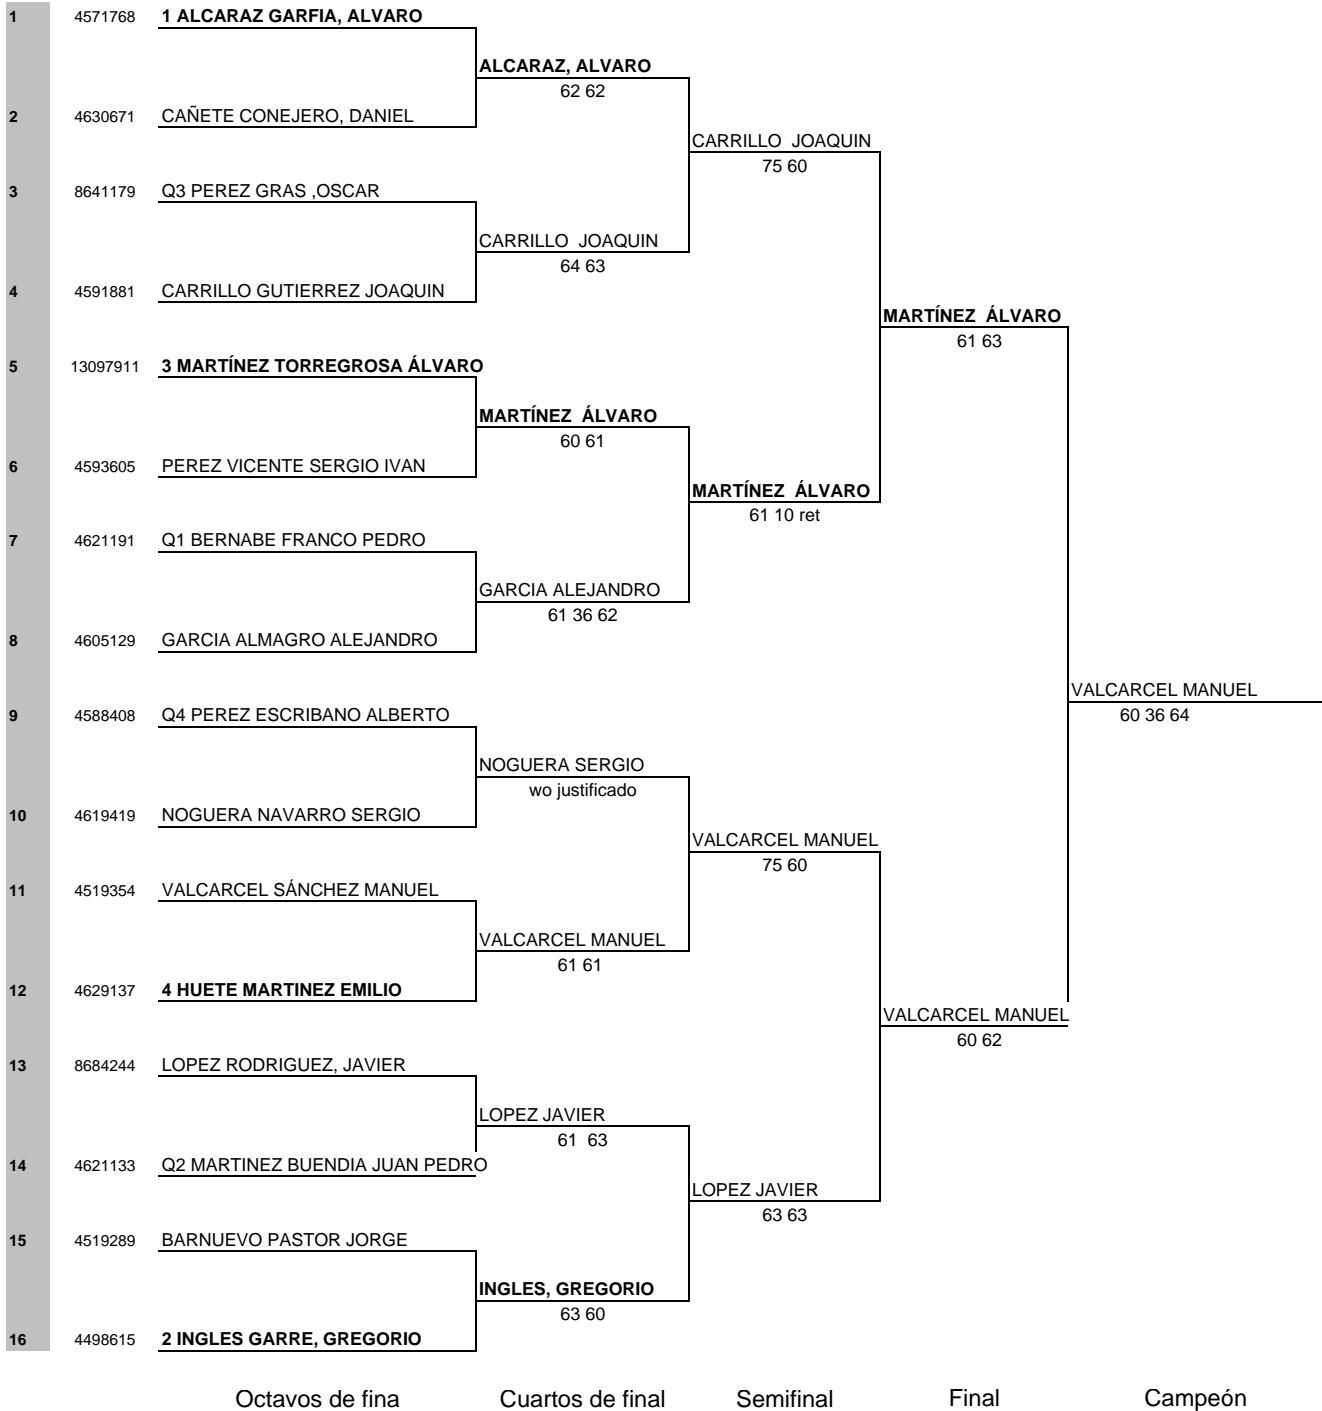 1 4571768 1 ALCARAZ GARFIA, ALVARO
ALCARAZ, ALVARO
62 62
2 4630671 CAÑETE CONEJERO, DANIEL
CARRILLO  JOAQUIN
75 60
3 8641179 Q3 PEREZ GRAS ,OSCAR
CARRILLO  JOAQUIN
64 63
4 4591881 CARRILLO GUTIERREZ JOAQUIN
MARTÍNEZ  ÁLVARO
61 63
5 13097911 3 MARTÍNEZ TORREGROSA ÁLVARO
MARTÍNEZ  ÁLVARO
60 61
6 4593605 PEREZ VICENTE SERGIO IVAN
MARTÍNEZ  ÁLVARO
61 10 ret
7 4621191 Q1 BERNABE FRANCO PEDRO
GARCIA ALEJANDRO
61 36 62
8 4605129 GARCIA ALMAGRO ALEJANDRO
VALCARCEL MANUEL
60 36 64
9 4588408 Q4 PEREZ ESCRIBANO ALBERTO
NOGUERA SERGIO
wo justificado
10 4619419 NOGUERA NAVARRO SERGIO
VALCARCEL MANUEL
75 60
11 4519354 VALCARCEL SÁNCHEZ MANUEL
VALCARCEL MANUEL
61 61
12 4629137 4 HUETE MARTINEZ EMILIO
VALCARCEL MANUEL
60 62
13 8684244 LOPEZ RODRIGUEZ, JAVIER
LOPEZ JAVIER
61  63
14 4621133 Q2 MARTINEZ BUENDIA JUAN PEDRO
LOPEZ JAVIER
63 63
15 4519289 BARNUEVO PASTOR JORGE
INGLES, GREGORIO
63 60
16 4498615 2 INGLES GARRE, GREGORIO
Octavos de fina Cuartos de final Semifinal Final Campeón